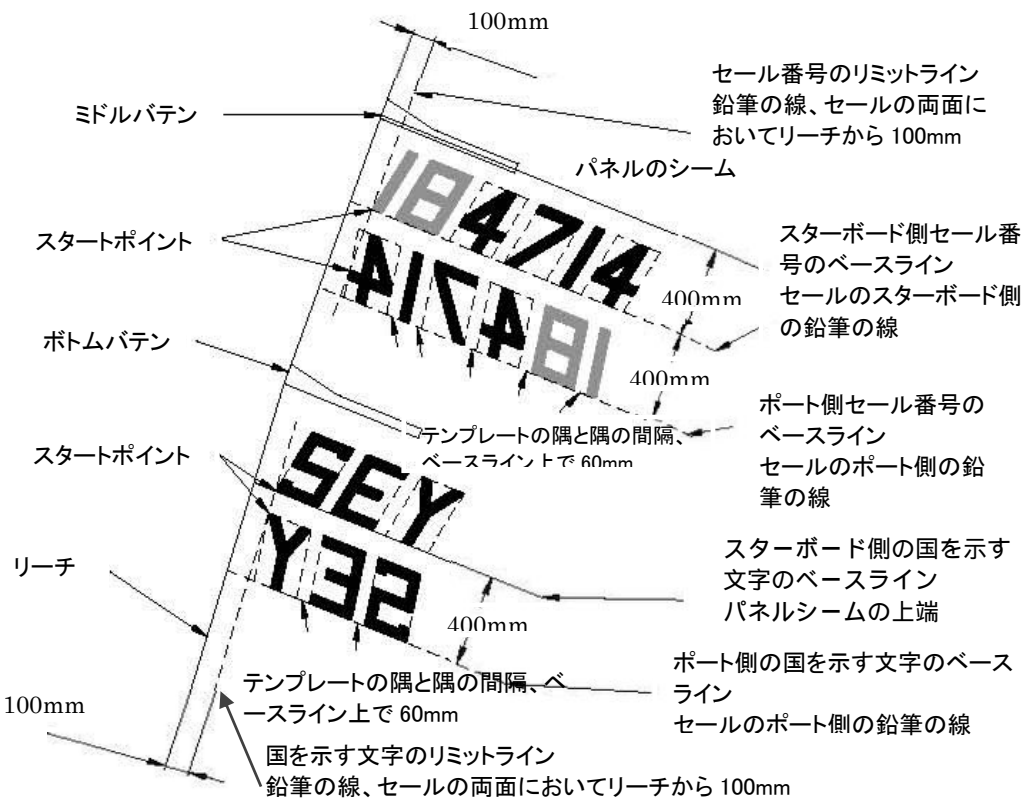 100mm
セール番号のリミットライン
鉛筆の線、セールの両面に
おいてリーチから 100mm
ミドルバテン
パネルのシーム
184714
スタートポイント
スターボード側セール番
号のベースライン
セールのスターボード側
の鉛筆の線
400mm
184714
ボトムバテン
400mm
ポート側セール番号の
ベースライン
セールのポート側の鉛
筆の線
テンプレートの隅と隅の間隔、
ベースライン上で 60mm
スタートポイント
SEY
スターボード側の国を示す
文字のベースライン
パネルシームの上端
リーチ
SEY
400mm
ポート側の国を示す文字のベース
ライン
セールのポート側の鉛筆の線
テンプレートの隅と隅の間隔、ベ
ースライン上で 60mm
100mm
国を示す文字のリミットライン
鉛筆の線、セールの両面においてリーチから 100mm